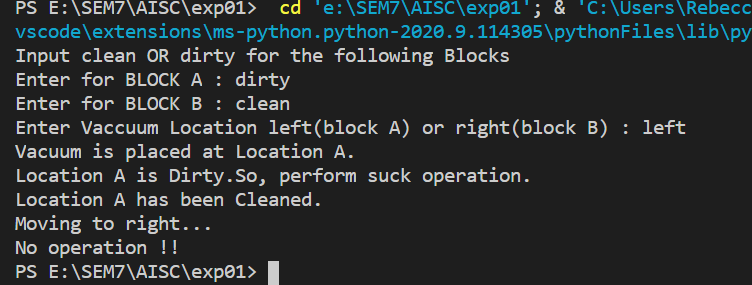 PS E:\SEM7\AISC\exp01>  cd 'e:\SEM7\AISC\exp01'; & 'C:\Users\Rebecc
vscode\extensions\ms-python.python-2020.9.114305\pythonFiles\lib\py
Input clean OR dirty for the following Blocks
Enter for BLOCK A : dirty
Enter for BLOCK B : clean
Enter Vaccuum Location left(block A) or right(block B) : left
Vacuum is placed at Location A.
Location A is Dirty.So, perform suck operation.
Location A has been Cleaned.
Moving to right...
No operation !!
PS E:\SEM7\AISC\exp01>